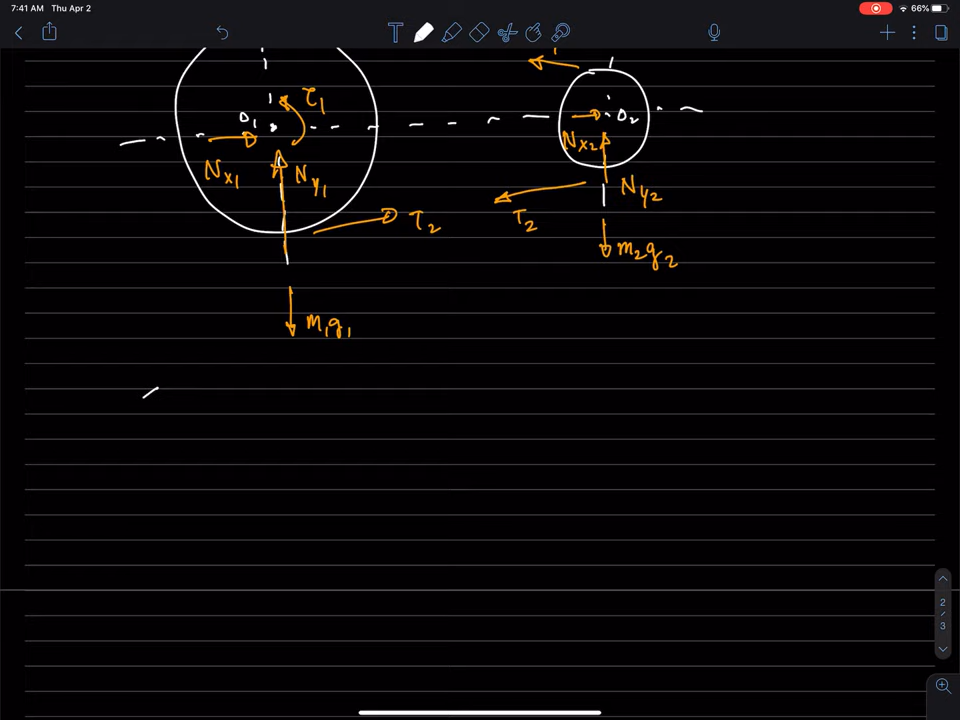 7:41 AM Thu Apr 2
66%
T
τ1
O1
O2
Nx1
Ny1
Nx2
Ny2
T2
T2
m2g2
m1g1
2
3